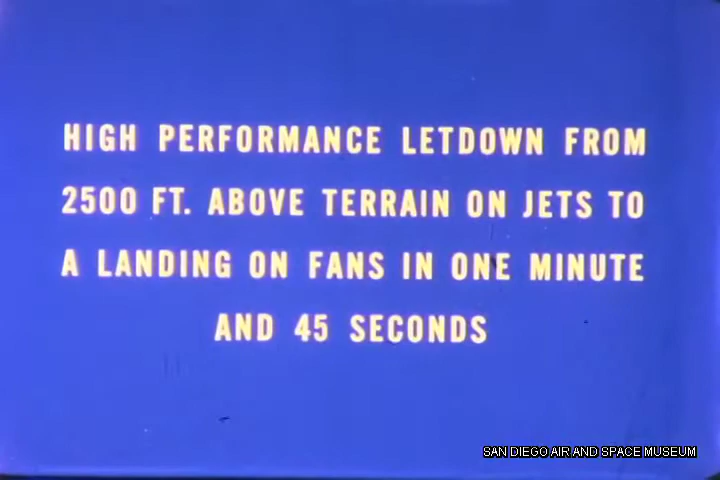 HIGH PERFORMANCE LETDOWN FROM
2500 FT. ABOVE TERRAIN ON JETS TO
A LANDING ON FANS IN ONE MINUTE
AND 45 SECONDS
SAN DIEGO AIR AND SPACE MUSEUM